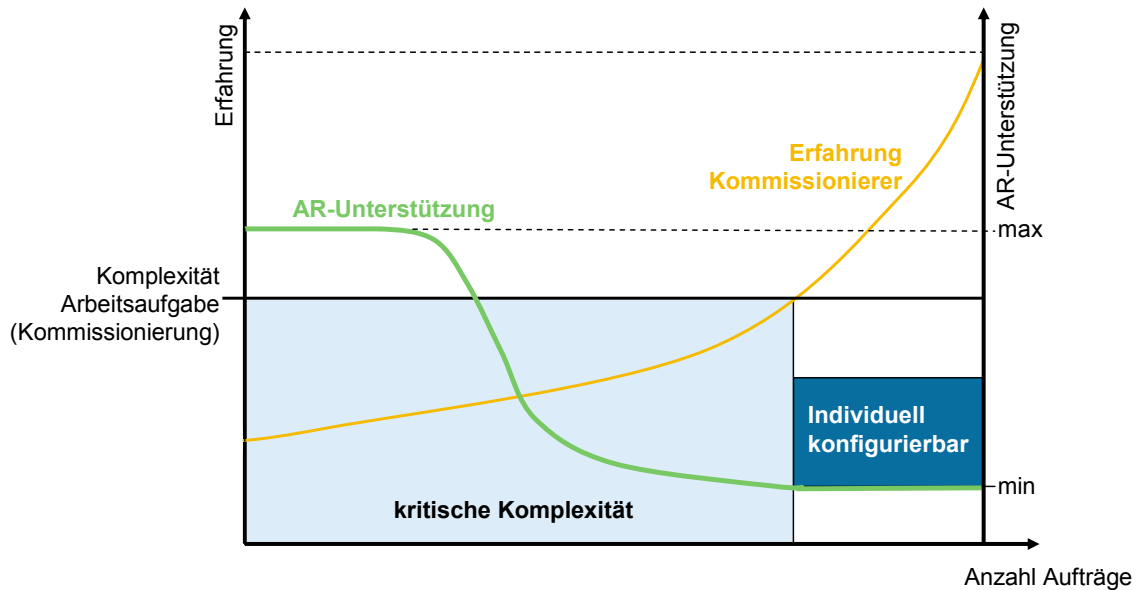 Erfahrung
AR-Unterstützung
Erfahrung
Kommissionierer
AR-Unterstützung
max
Komplexität
Arbeitsaufgabe
(Kommissionierung)
Individuell
konfigurierbar
min
kritische Komplexität
Anzahl Aufträge